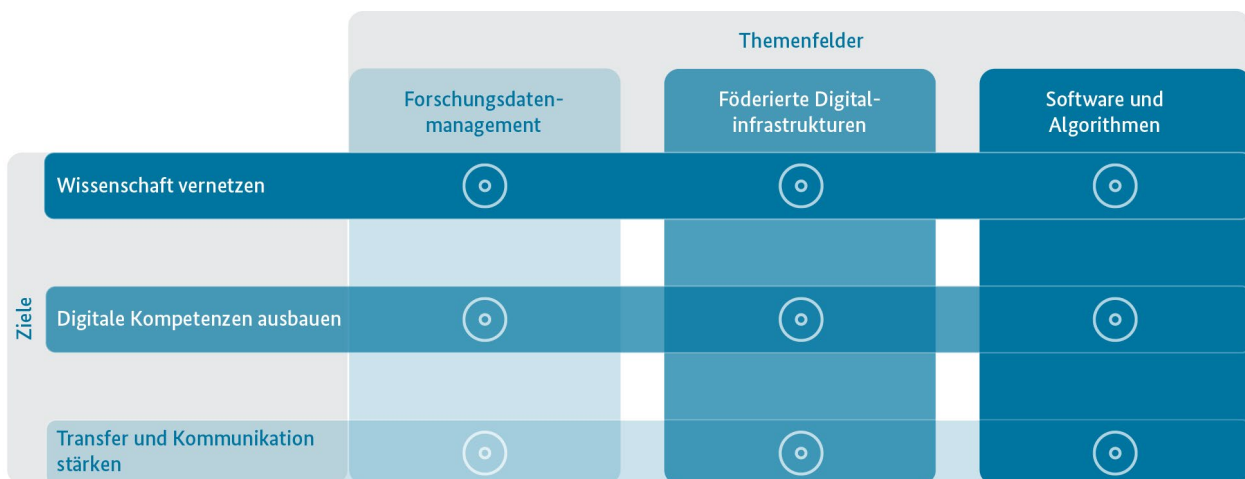 Themenfelder
Forschungsdaten-
management
Föderierte Digital-
infrastrukturen
Software und
Algorithmen
Ziele
Wissenschaft vernetzen
Digitale Kompetenzen ausbauen
Transfer und Kommunikation
stärken